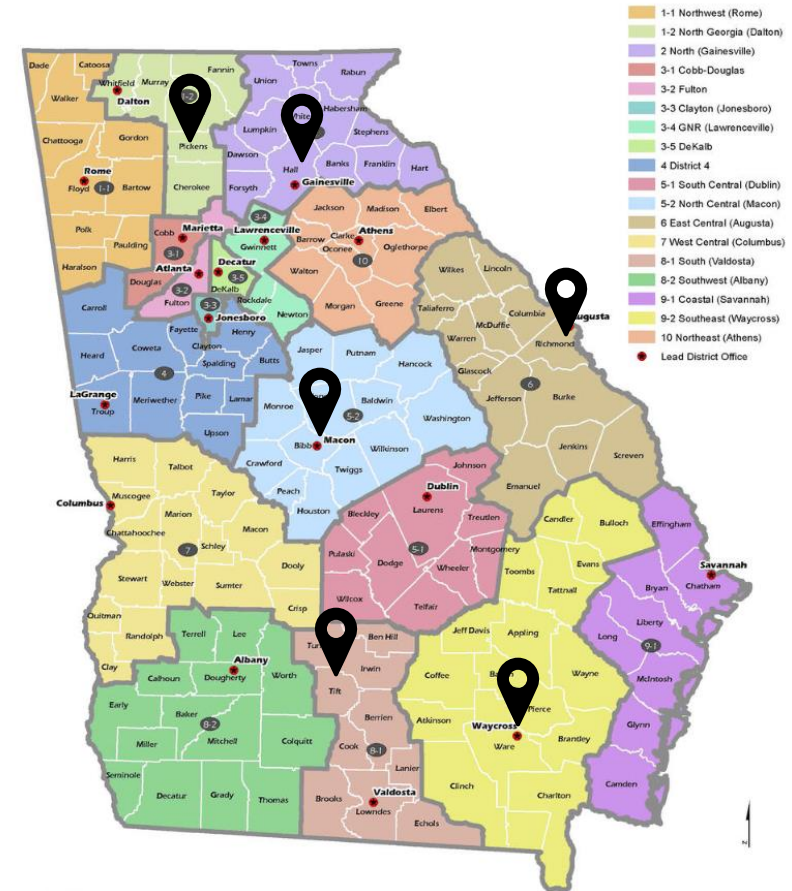 1-1 Northwest (Rome)
1-2 North Georgia (Dalton)
2 North (Gainesville)
3-1 Cobb-Douglas
3-2 Fulton
3-3 Clayton (Jonesboro)
3-4 GNR (Lawrenceville)
3-5 DeKalb
4 District 4
5-1 South Central (Dublin)
5-2 North Central (Macon)
6 East Central (Augusta)
7 West Central (Columbus)
8-1 South (Valdosta)
8-2 Southwest (Albany)
9-1 Coastal (Savannah)
9-2 Southeast (Waycross)
10 Northeast (Athens)
Lead District Office
Dade
Catoosa
Whitfield
Murray
Fannin
Dalton
Walker
Chattooga
Gordon
Pickens
Rome
Floyd
1-1
Bartow
Cherokee
Polk
Paulding
Haralson
Towns
Union
Rabun
Habersham
Lumpkin
Stephens
Dawson
Hall
Banks
Franklin
Hart
Forsyth
Gainesville
Jackson
Madison
Elbert
Barrow
Clarke
Athens
Oconee
Oglethorpe
10
Walton
Morgan
Greene
Cobb
Marietta
3-1
Lawrenceville
3-4
Gwinnett
Atlanta
Decatur
3-5
DeKalb
Douglas
3-2
Fulton
3-3
Rockdale
Jonesboro
Newton
Carroll
Fayette
Clayton
Henry
Heard
Coweta
Spalding
Butts
4
LaGrange
Troup
Meriwether
Pike
Lamar
Upson
Wilkes
Lincoln
Taliaferro
Columbia
McDuffie
Warren
Richmond
Glascock
6
Jefferson
Burke
Jenkins
Screven
Emanuel
Jasper
Putnam
Hancock
Monroe
Baldwin
5-2
Washington
Bibb
Macon
Wilkinson
Crawford
Twiggs
Peach
Houston
Johnson
Dublin
Laurens
Bleckley
Treutlen
Pulaski
5-1
Montgomery
Dodge
Wheeler
Wilcox
Telfair
Harris
Talbot
Columbus
Muscogee
Taylor
Marion
Chattahoochee
Macon
7
Schley
Dooly
Stewart
Webster
Sumter
Crisp
Quitman
Randolph
Clay
Terrell
Lee
Albany
Calhoun
Dougherty
Worth
Early
Baker
8-2
Miller
Mitchell
Colquitt
Seminole
Decatur
Grady
Thomas
Ben Hill
Irwin
Tift
Berrien
Cook
8-1
Lanier
Brooks
Valdosta
Lowndes
Echols
Candler
Bulloch
Evans
Toombs
Tattnall
Jeff Davis
Appling
Coffee
Wayne
Atkinson
Pierce
Waycross
Ware
Brantley
Clinch
Charlton
Effingham
Savannah
Bryan
Chatham
Liberty
Long
9-1
McIntosh
Glynn
Camden